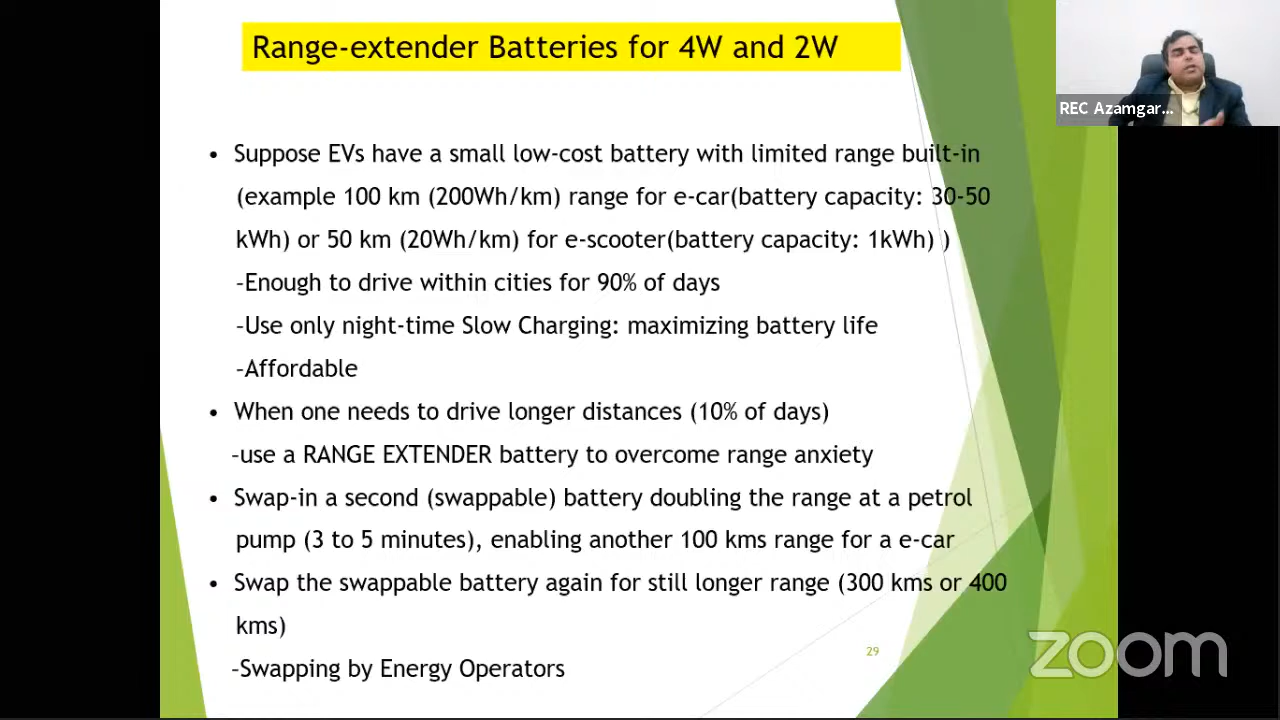 Range-extender Batteries for 4W and 2W
REC Azamgar...
• Suppose EVs have a small low-cost battery with limited range built-in
(example 100 km (200Wh/km) range for e-car(battery capacity: 30-50
kWh) or 50 km (20Wh/km) for e-scooter(battery capacity: 1kWh) )
–Enough to drive within cities for 90% of days
–Use only night-time Slow Charging: maximizing battery life
–Affordable
• When one needs to drive longer distances (10% of days)
–use a RANGE EXTENDER battery to overcome range anxiety
• Swap-in a second (swappable) battery doubling the range at a petrol
pump (3 to 5 minutes), enabling another 100 kms range for a e-car
• Swap the swappable battery again for still longer range (300 kms or 400
kms)
–Swapping by Energy Operators
29
zoom